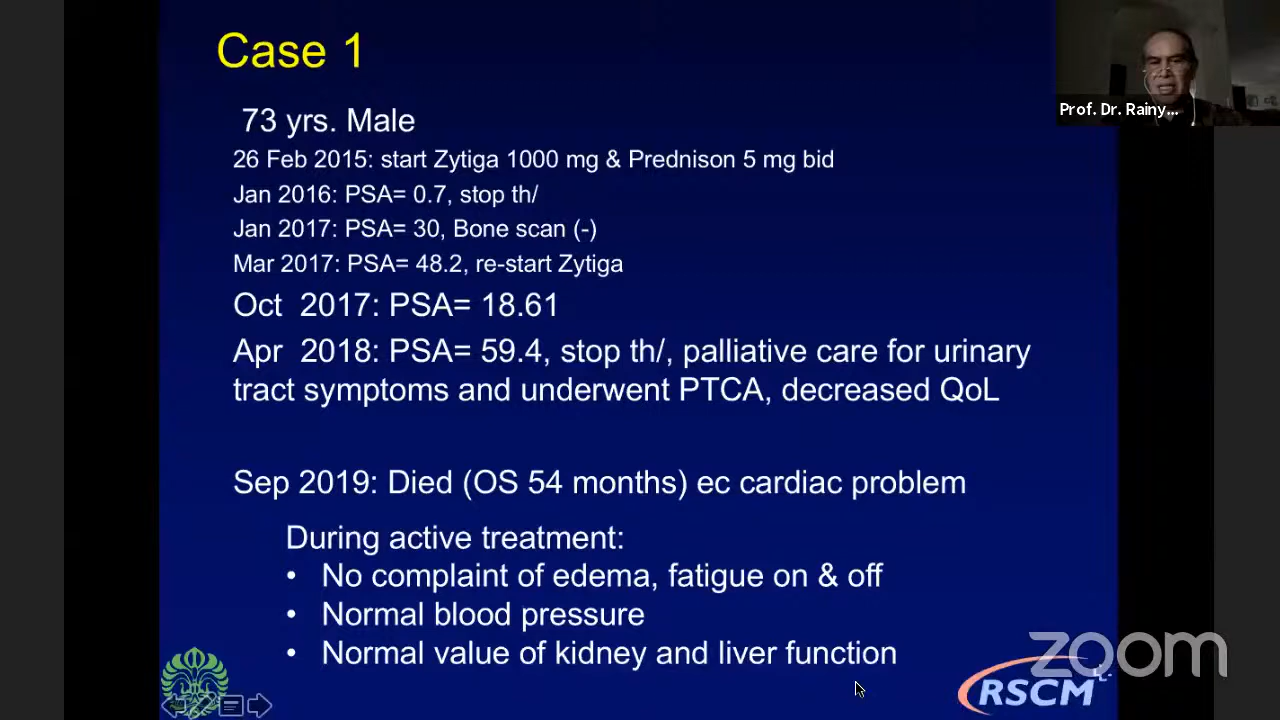 Case 1
Prof. Dr. Rainy...
73 yrs. Male
26 Feb 2015: start Zytiga 1000 mg & Prednison 5 mg bid
Jan 2016: PSA= 0.7, stop th/
Jan 2017: PSA= 30, Bone scan (-)
Mar 2017: PSA= 48.2, re-start Zytiga
Oct  2017: PSA= 18.61
Apr  2018: PSA= 59.4, stop th/, palliative care for urinary
tract symptoms and underwent PTCA, decreased QoL
Sep 2019: Died (OS 54 months) ec cardiac problem
During active treatment:
• No complaint of edema, fatigue on & off
• Normal blood pressure
• Normal value of kidney and liver function
zoom
RSCM